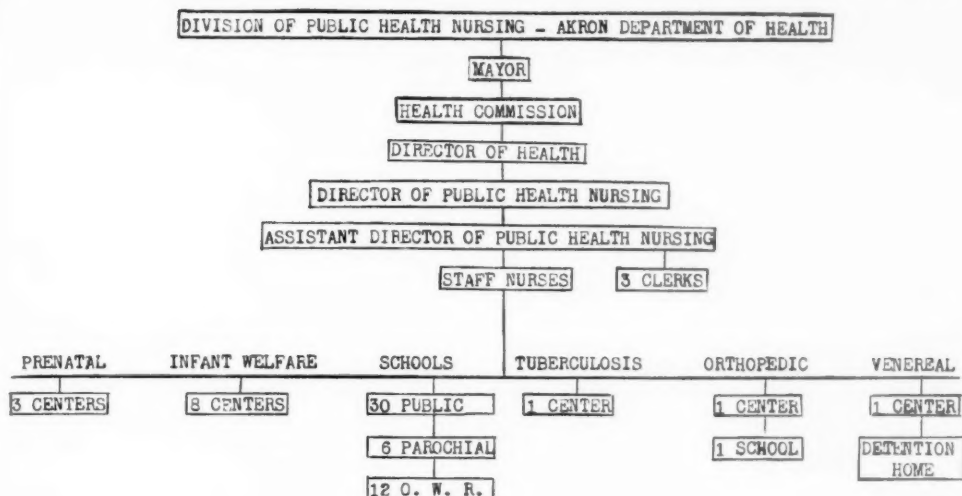 DIVISION OF PUBLIC HEALTH NURSING - AKRON DEPARTMENT OF HEALTH
MAYOR
HEALTH COMMISSION
DIRECTOR OF HEALTH
DIRECTOR OF PUBLIC HEALTH NURSING
ASSISTANT DIRECTOR OF PUBLIC HEALTH NURSING
STAFF NURSES 3 CLERKS
PRENATAL INFANT WELFARE SCHOOLS TUBERCULOSIS ORTHOPEDIC VENEREAL
3 CENTERS 8 CENTERS 30 PUBLIC 1 CENTER 1 CENTER 1 CENTER
6 PAROCHIAL 1 SCHOOL DETENTION
HOME
12 O. W. R.